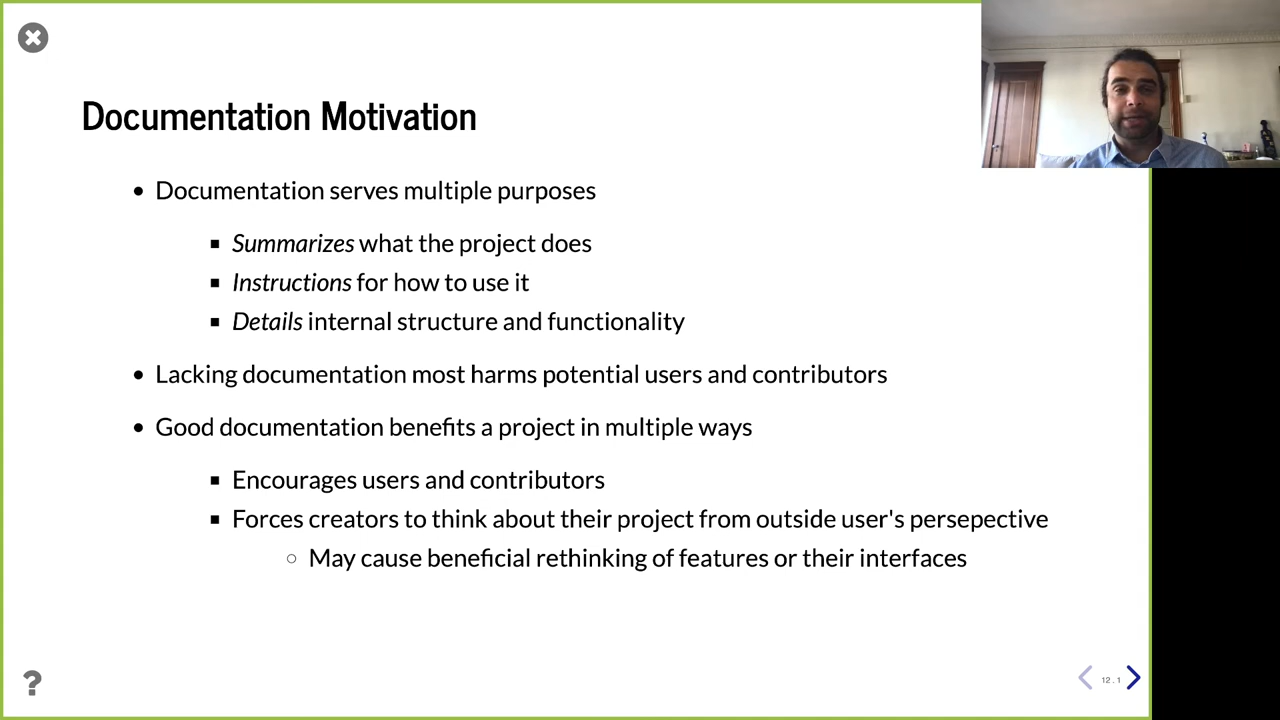 Documentation Motivation
Documentation serves multiple purposes
Summarizes what the project does
Instructions for how to use it
Details internal structure and functionality
Lacking documentation most harms potential users and contributors
Good documentation benefits a project in multiple ways
Encourages users and contributors
Forces creators to think about their project from outside user's persepective
May cause beneficial rethinking of features or their interfaces
?
12 . 1